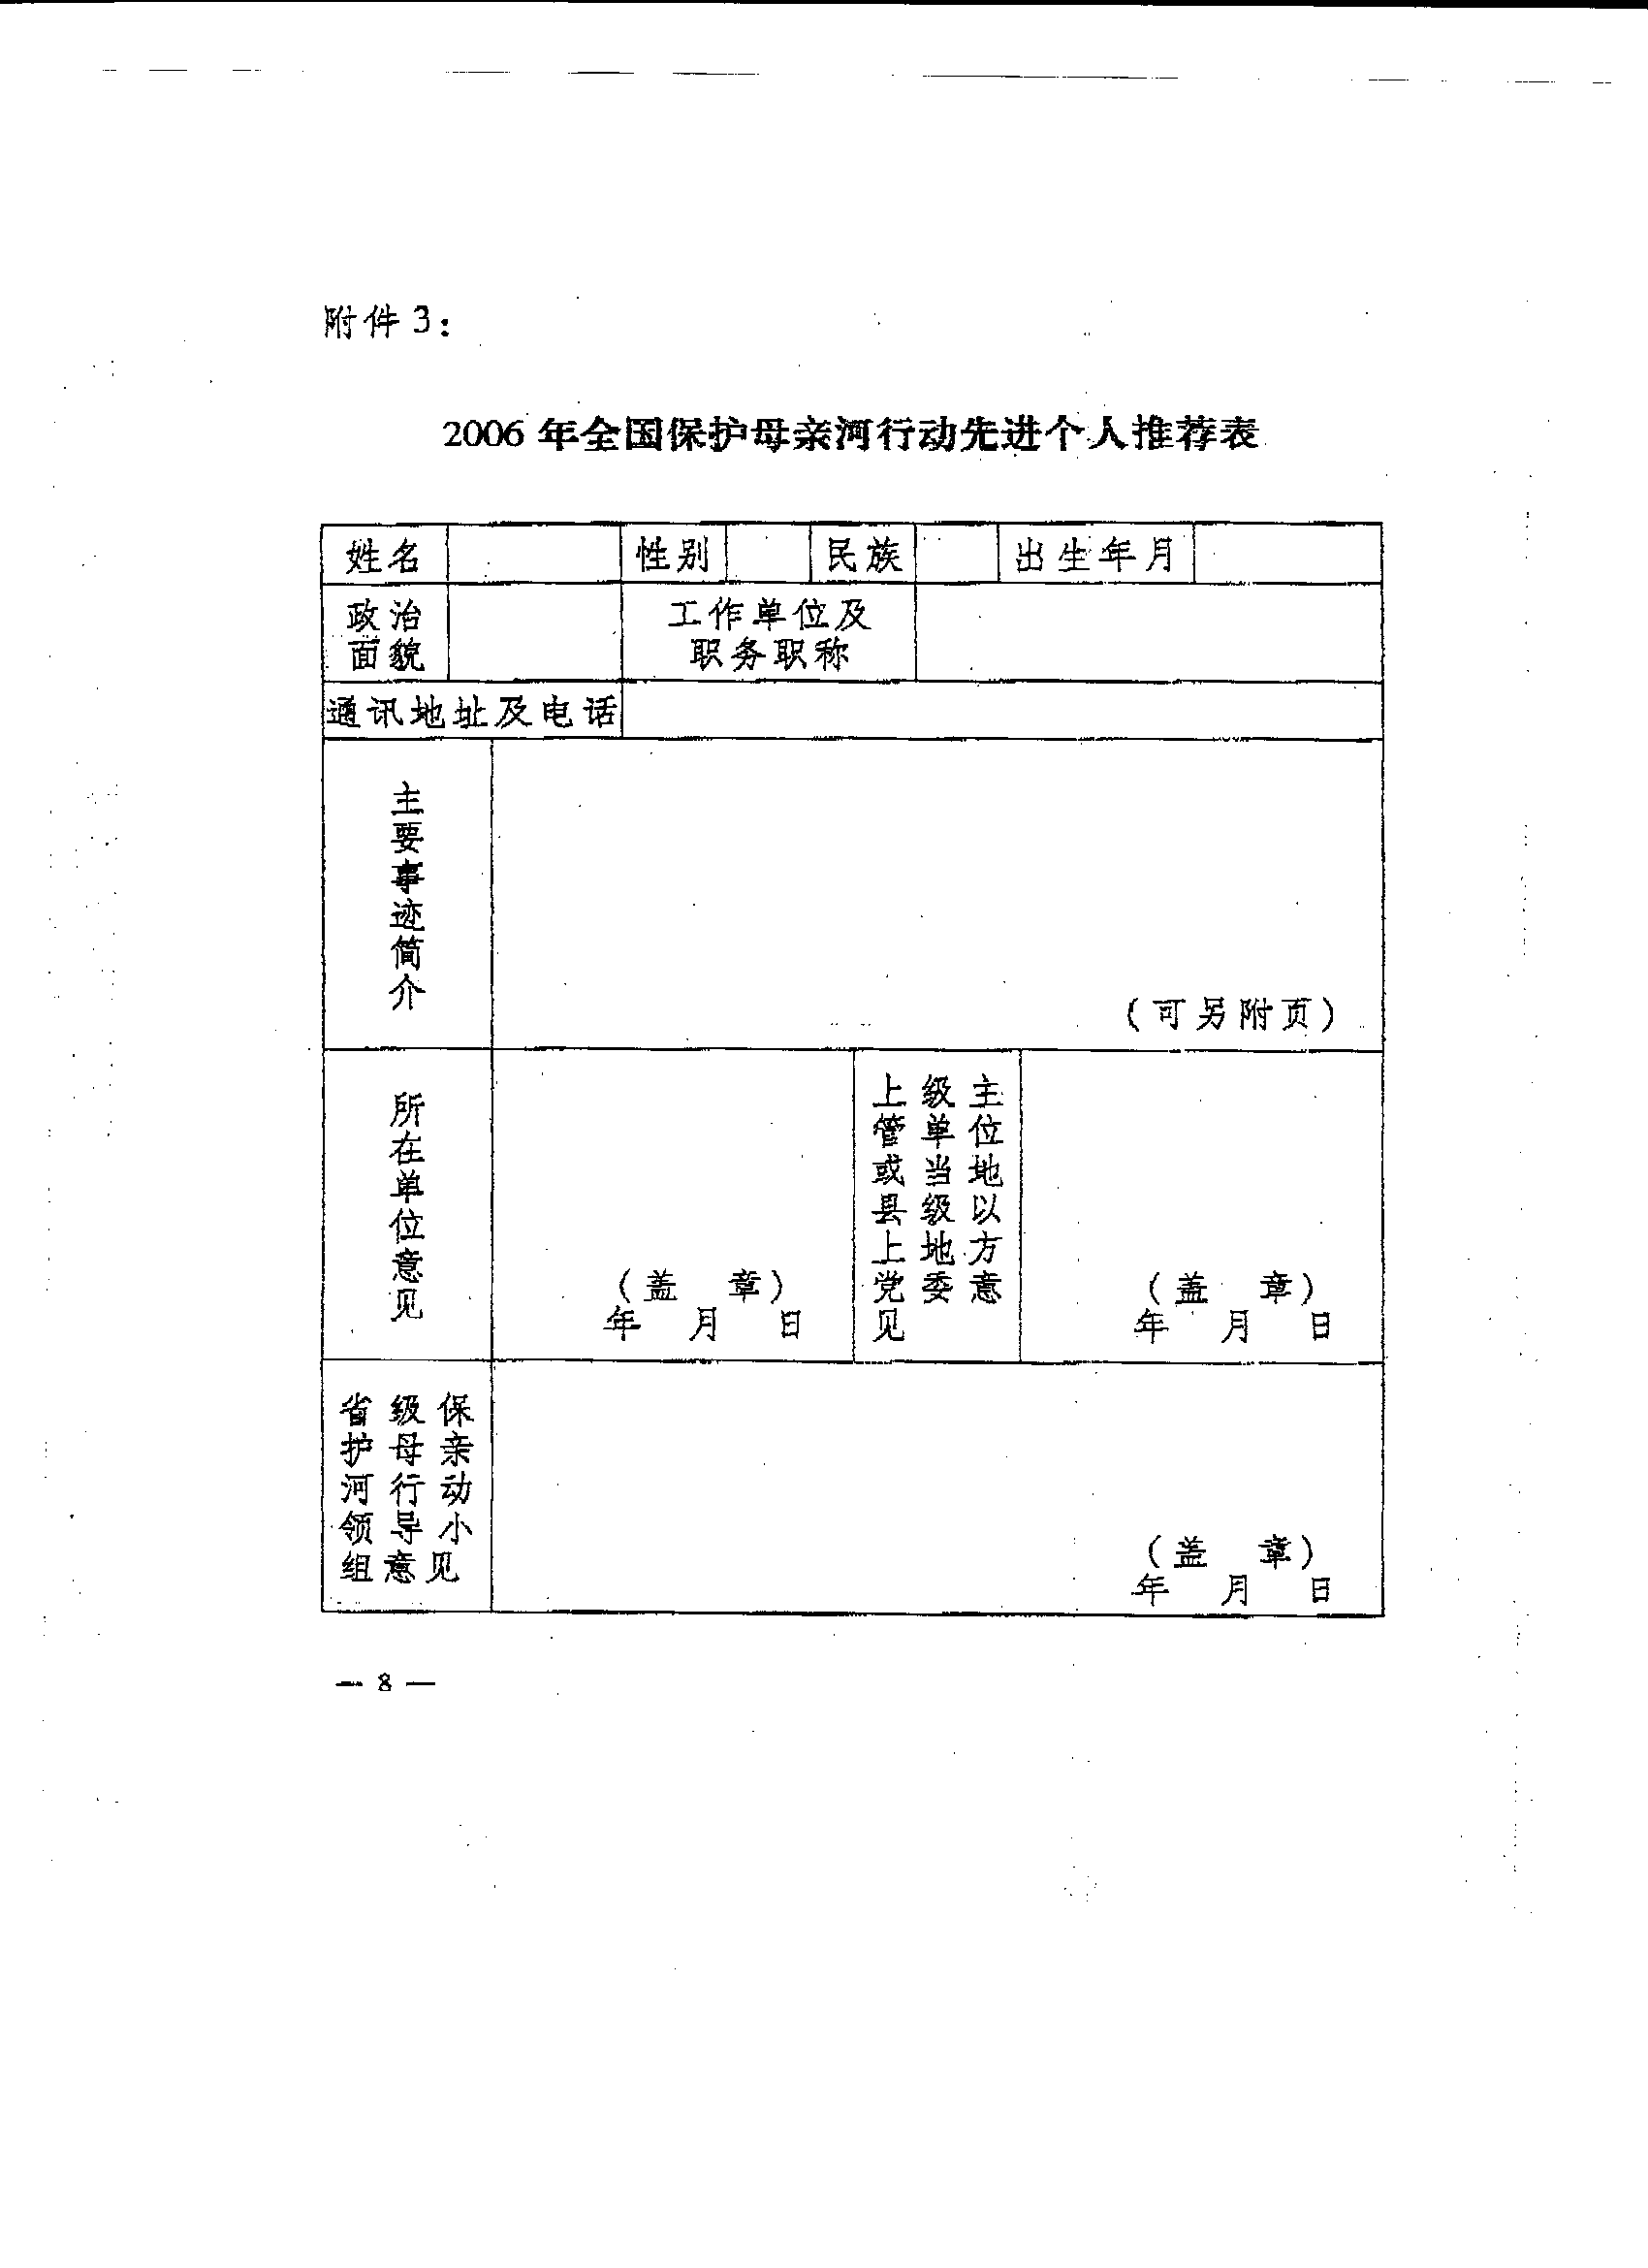 附件3:
2006年全国保护母亲河行动先进个人推荐表
姓名 性别 民族 出生年月
政治
面貌
工作单位及
职务职称
通讯地址及电话
主
要
事
迹
简
介
(可另附页)
所
在
单
位
意
见
(盖 章)
年 月 日
上级主
管单位
或当地
县级以
上地方
党委意
见
(盖 章)
年 月 日
省级保
护母亲
河行动
领导小
组意见
(盖 章)
年 月 日
— 8 —